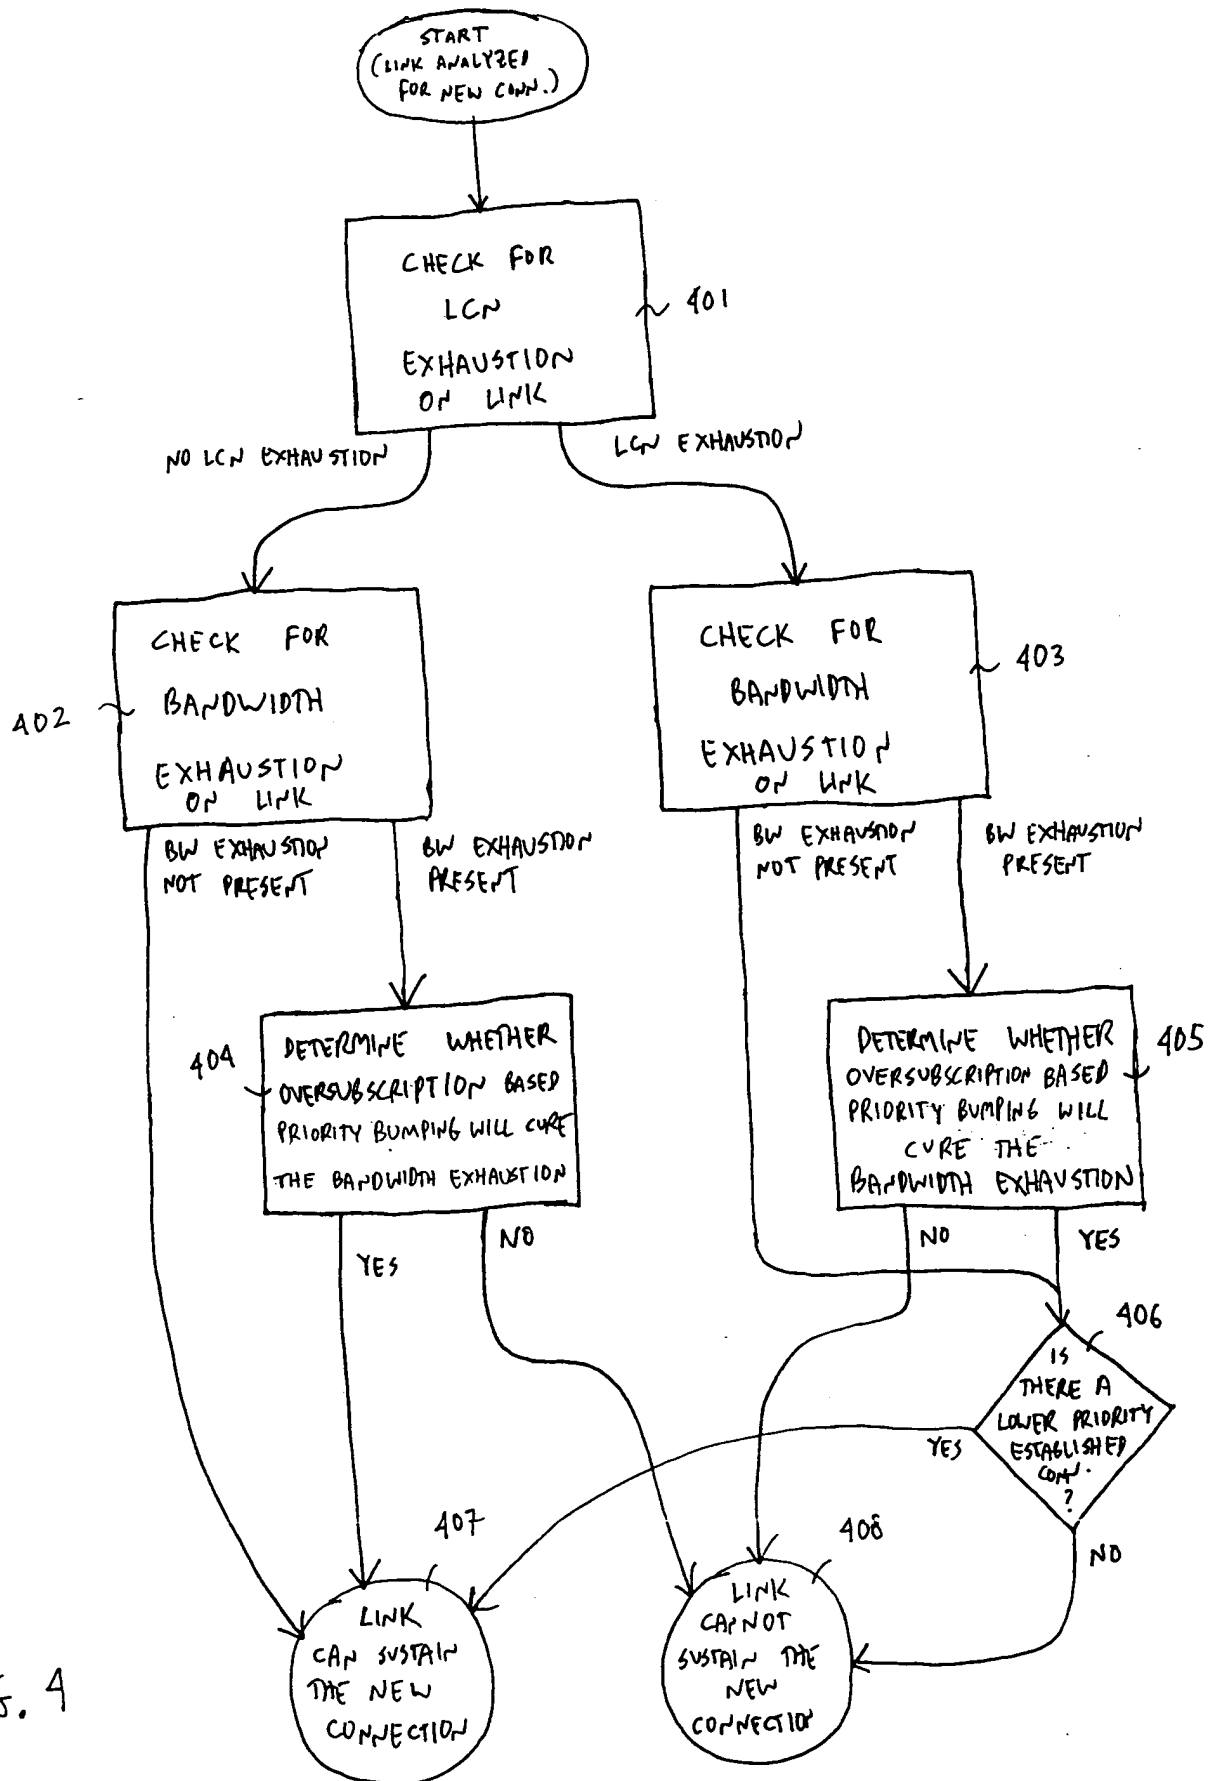 START
(LINK ANALYZED
FOR NEW CONN.)
CHECK FOR
LCN
EXHAUSTION
ON LINK
401
NO LCN EXHAUSTION
LCN EXHAUSTION
CHECK FOR
BANDWIDTH
EXHAUSTION
ON LINK
402
CHECK FOR
BANDWIDTH
EXHAUSTION
ON LINK
403
BW EXHAUSTION
NOT PRESENT
BW EXHAUSTION
PRESENT
BW EXHAUSTION
NOT PRESENT
BW EXHAUSTION
PRESENT
404
DETERMINE WHETHER
OVERSUBSCRIPTION BASED
PRIORITY BUMPING WILL CURE
THE BANDWIDTH EXHAUSTION
DETERMINE WHETHER
OVERSUBSCRIPTION BASED
PRIORITY BUMPING WILL
CURE THE
BANDWIDTH EXHAUSTION
405
YES
NO
NO
YES
406
IS
THERE A
LOWER PRIORITY
ESTABLISHED
CONN.
?
YES
NO
407
LINK
CAN SUSTAIN
THE NEW
CONNECTION
408
LINK
CANNOT
SUSTAIN THE
NEW
CONNECTION
G. 4